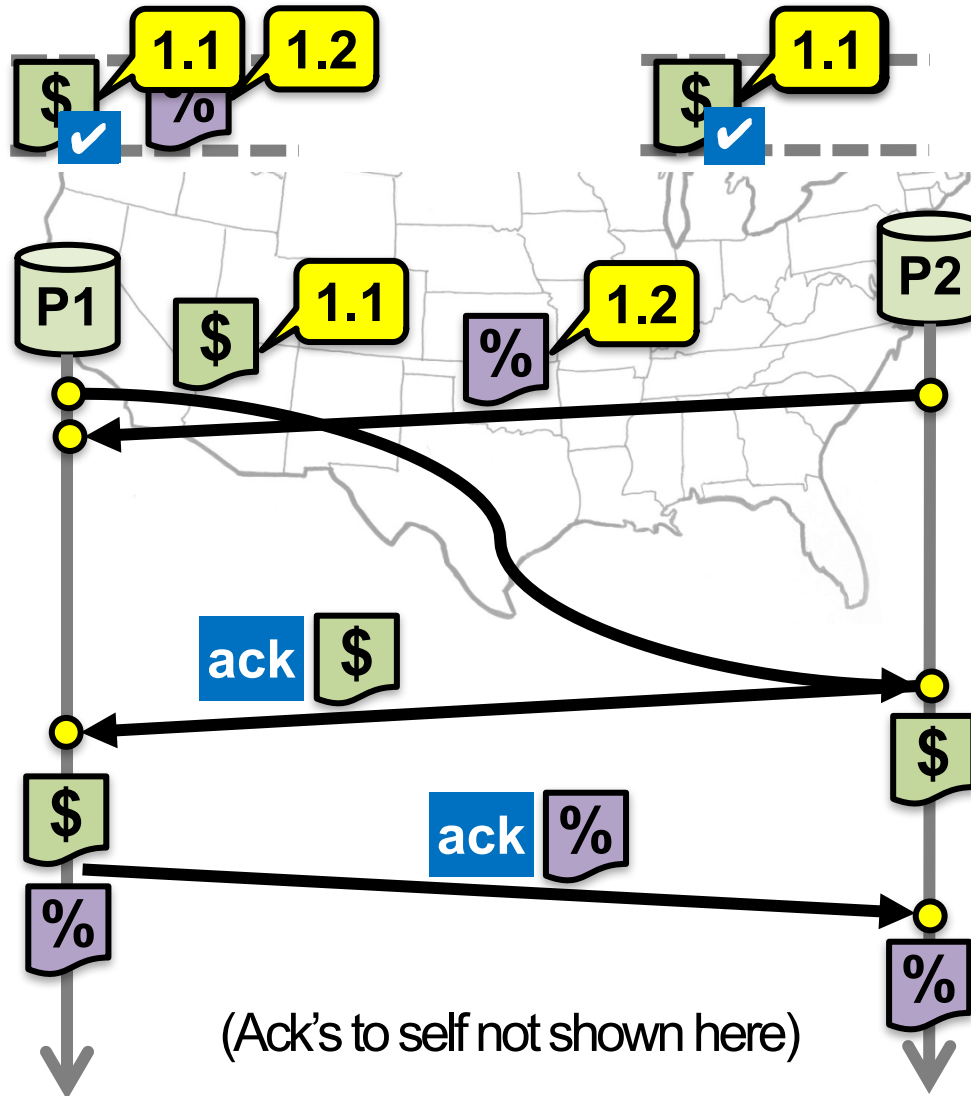 1.1 1.2 1.1
$ % $
✔ ✔
P1 P2
1.1 1.2
$ %
ack $
$
$
ack %
%
%
(Ack's to self not shown here)